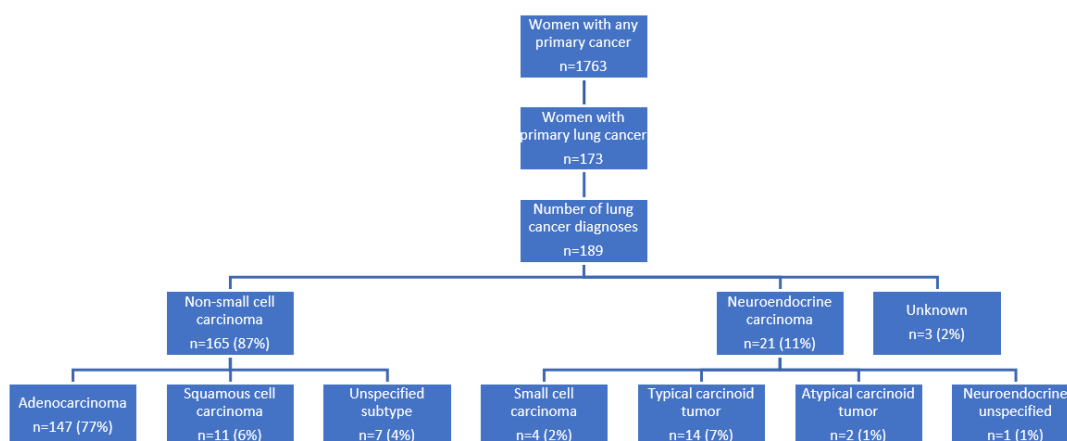 Women with any
primary cancer
n=1763
Women with
primary lung cancer
n=173
Number of lung
cancer diagnoses
n=189
Non-small cell
carcinoma
n=165 (87%)
Neuroendocrine
carcinoma
n=21 (11%)
Unknown
n=3 (2%)
Adenocarcinoma
n=147 (77%)
Squamous cell
carcinoma
n=11 (6%)
Unspecified
subtype
n=7 (4%)
Small cell
carcinoma
n=4 (2%)
Typical carcinoid
tumor
n=14 (7%)
Atypical carcinoid
tumor
n=2 (1%)
Neuroendocrine
unspecified
n=1 (1%)